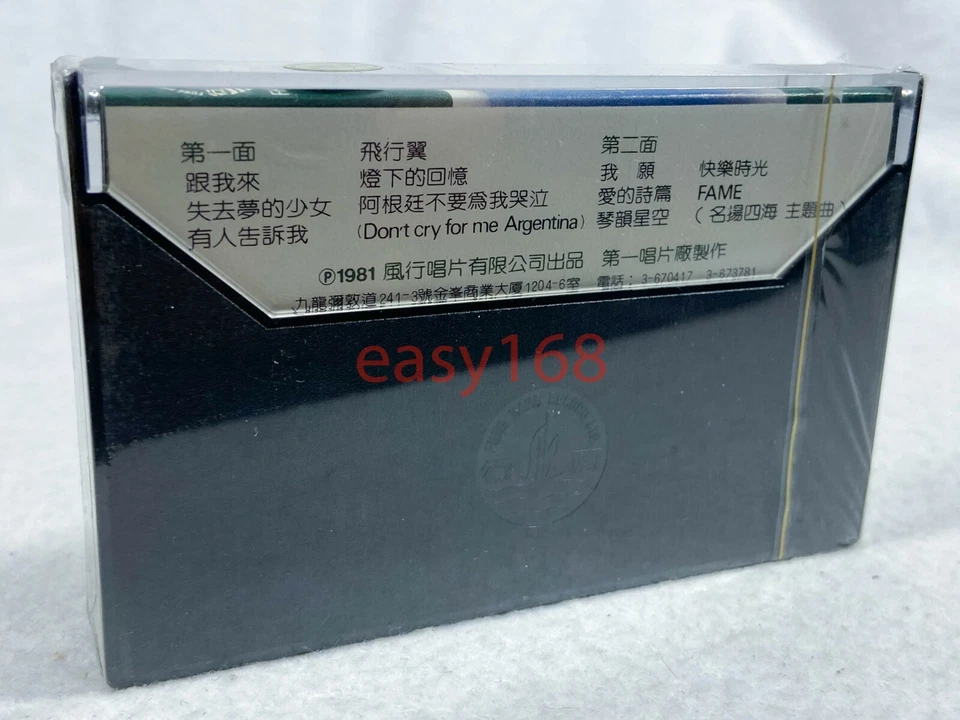 第一面
跟我來
失去夢的少女
有人告訴我
飛行翼
燈下的回憶
阿根廷不要為我哭泣
(Don't cry for me Argentina)
第二面
我 願
愛的詩篇
琴韻星空
快樂時光
FAME
(名揚四海 主題曲)
Ⓟ1981 風行唱片有限公司出品 第一唱片廠製作
九龍彌敦道241-3號金峯商業大廈1204-6室 電話：3-670417 3-673781
easy168